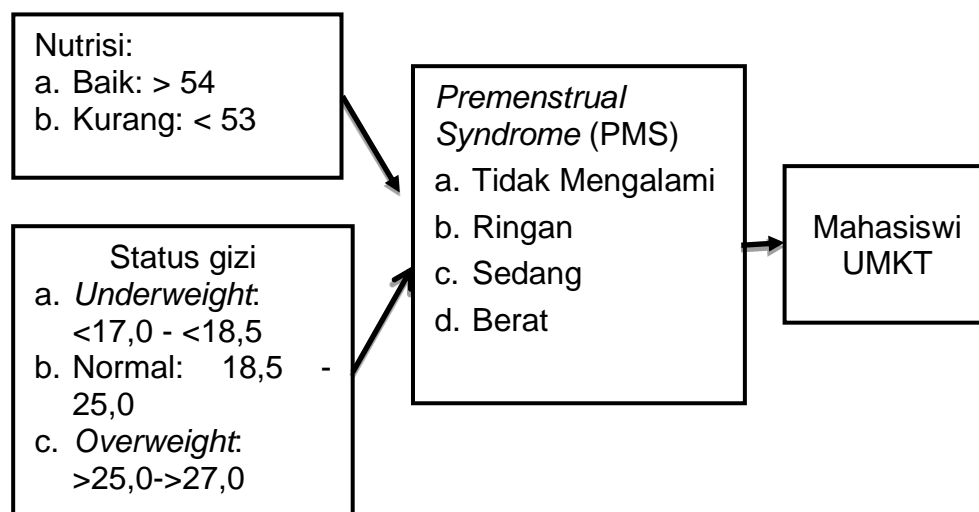 Nutrisi:
a. Baik: > 54
b. Kurang: < 53
Status gizi
a. Underweight:
<17,0 - <18,5
b. Normal: 18,5 -
25,0
c. Overweight:
>25,0->27,0
Premenstrual
Syndrome (PMS)
a. Tidak Mengalami
b. Ringan
c. Sedang
d. Berat
Mahasiswi
UMKT